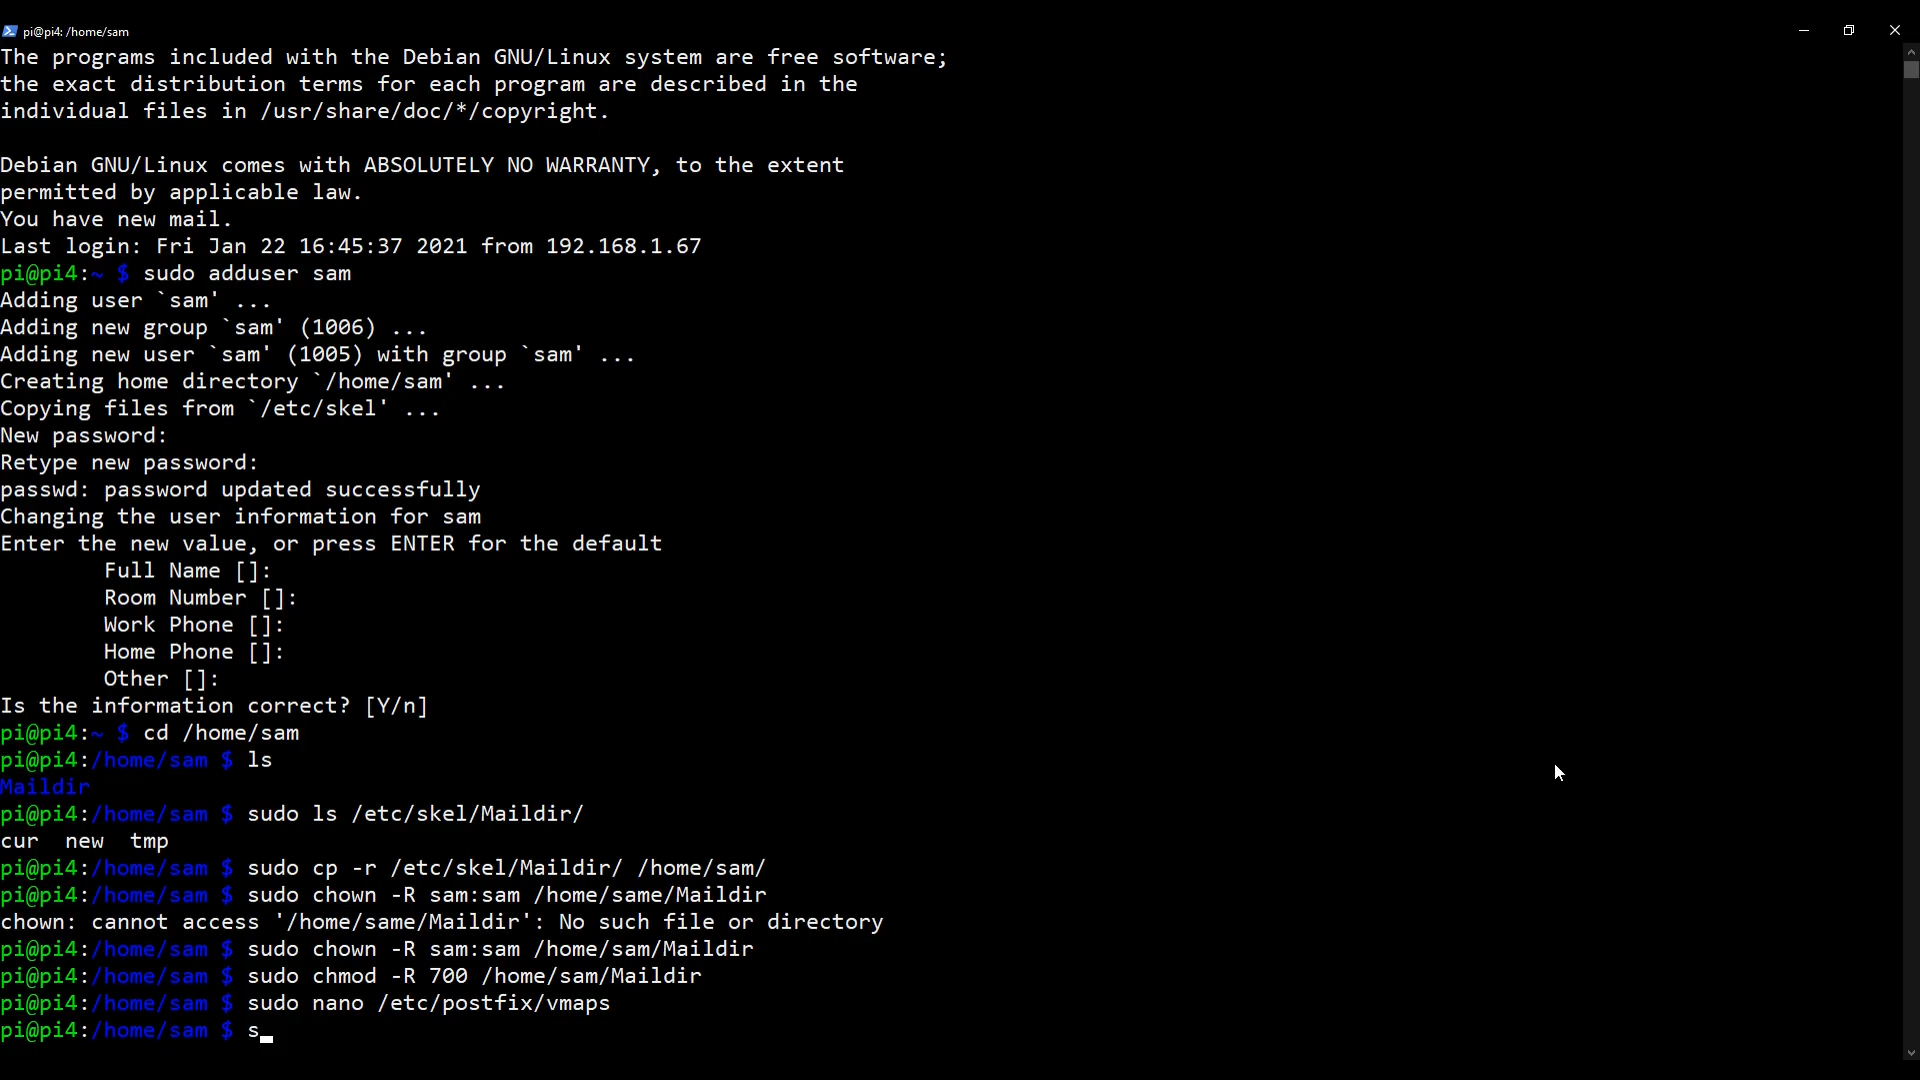 pi@pi4: /home/sam
The programs included with the Debian GNU/Linux system are free software;
the exact distribution terms for each program are described in the
individual files in /usr/share/doc/*/copyright.
Debian GNU/Linux comes with ABSOLUTELY NO WARRANTY, to the extent
permitted by applicable law.
You have new mail.
Last login: Fri Jan 22 16:45:37 2021 from 192.168.1.67
pi@pi4:~ $ sudo adduser sam
Adding user `sam' ...
Adding new group `sam' (1006) ...
Adding new user `sam' (1005) with group `sam' ...
Creating home directory `/home/sam' ...
Copying files from `/etc/skel' ...
New password:
Retype new password:
passwd: password updated successfully
Changing the user information for sam
Enter the new value, or press ENTER for the default
Full Name []:
Room Number []:
Work Phone []:
Home Phone []:
Other []:
Is the information correct? [Y/n]
pi@pi4:~ $ cd /home/sam
pi@pi4:/home/sam $ ls
Maildir
pi@pi4:/home/sam $ sudo ls /etc/skel/Maildir/
cur  new  tmp
pi@pi4:/home/sam $ sudo cp -r /etc/skel/Maildir/ /home/sam/
pi@pi4:/home/sam $ sudo chown -R sam:sam /home/same/Maildir
chown: cannot access '/home/same/Maildir': No such file or directory
pi@pi4:/home/sam $ sudo chown -R sam:sam /home/sam/Maildir
pi@pi4:/home/sam $ sudo chmod -R 700 /home/sam/Maildir
pi@pi4:/home/sam $ sudo nano /etc/postfix/vmaps
pi@pi4:/home/sam $ s